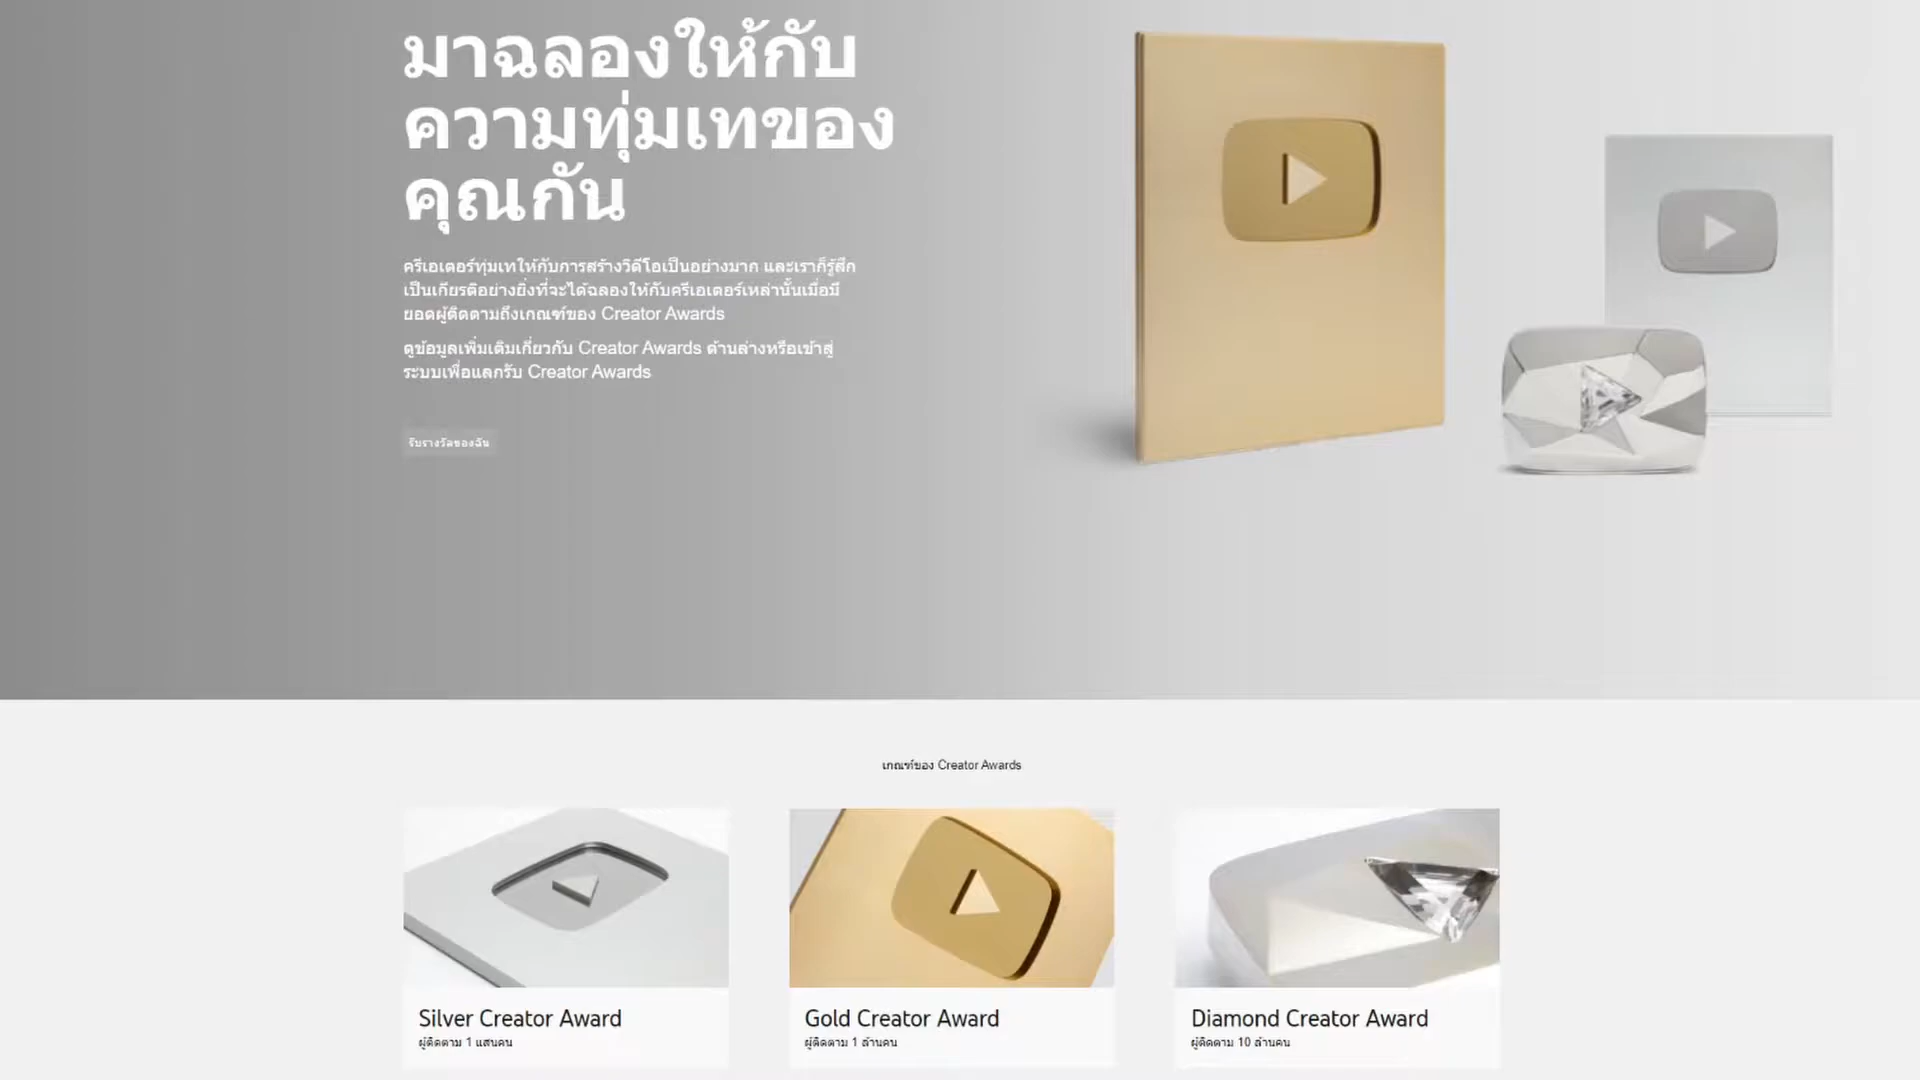 มาฉลองให้กับ
ความทุ่มเทของ
คุณกัน
ครีเอเตอร์ทุ่มเทให้กับการสร้างวิดีโอเป็นอย่างมาก และเราก็รู้สึก
เป็นเกียรติอย่างยิ่งที่จะได้ฉลองให้กับครีเอเตอร์เหล่านั้นเมื่อมี
ยอดผู้ติดตามถึงเกณฑ์ของ Creator Awards
ดูข้อมูลเพิ่มเติมเกี่ยวกับ Creator Awards ด้านล่างหรือเข้าสู่
ระบบเพื่อแลกรับ Creator Awards
รับรางวัลของฉัน
เกณฑ์ของ Creator Awards
Silver Creator Award
ผู้ติดตาม 1 แสนคน
Gold Creator Award
ผู้ติดตาม 1 ล้านคน
Diamond Creator Award
ผู้ติดตาม 10 ล้านคน